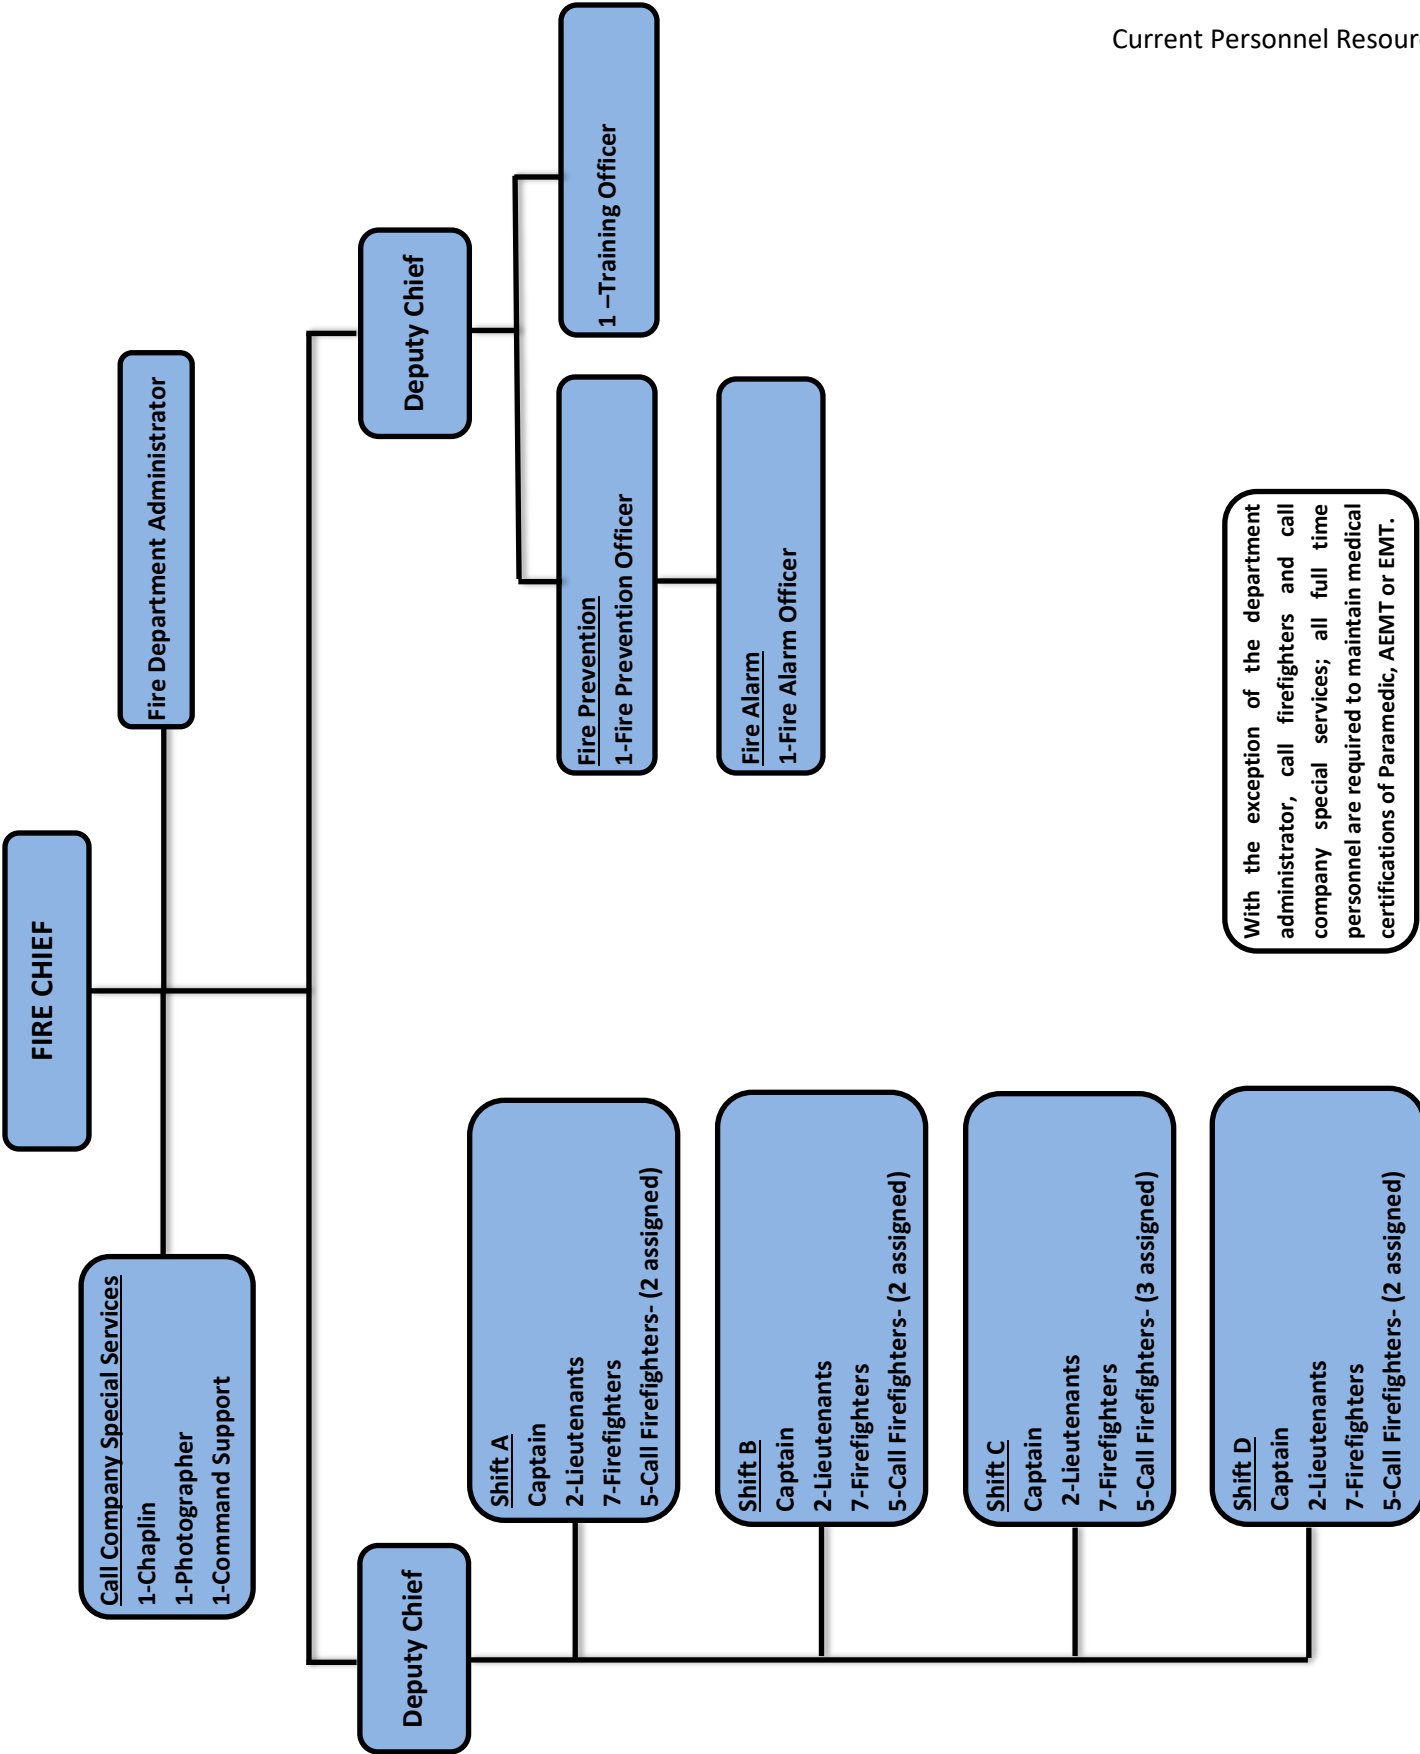 Current Personnel Resour
FIRE CHIEF
Call Company Special Services
1-Chaplin
1-Photographer
1-Command Support
Fire Department Administrator
Deputy Chief
Deputy Chief
Shift A
Captain
2-Lieutenants
7-Firefighters
5-Call Firefighters- (2 assigned)
Shift B
Captain
2-Lieutenants
7-Firefighters
5-Call Firefighters- (2 assigned)
Shift C
Captain
2-Lieutenants
7-Firefighters
5-Call Firefighters- (3 assigned)
Shift D
Captain
2-Lieutenants
7-Firefighters
5-Call Firefighters- (2 assigned)
Fire Prevention
1-Fire Prevention Officer
1 –Training Officer
Fire Alarm
1-Fire Alarm Officer
With the exception of the department
administrator, call firefighters and call
company special services; all full time
personnel are required to maintain medical
certifications of Paramedic, AEMT or EMT.